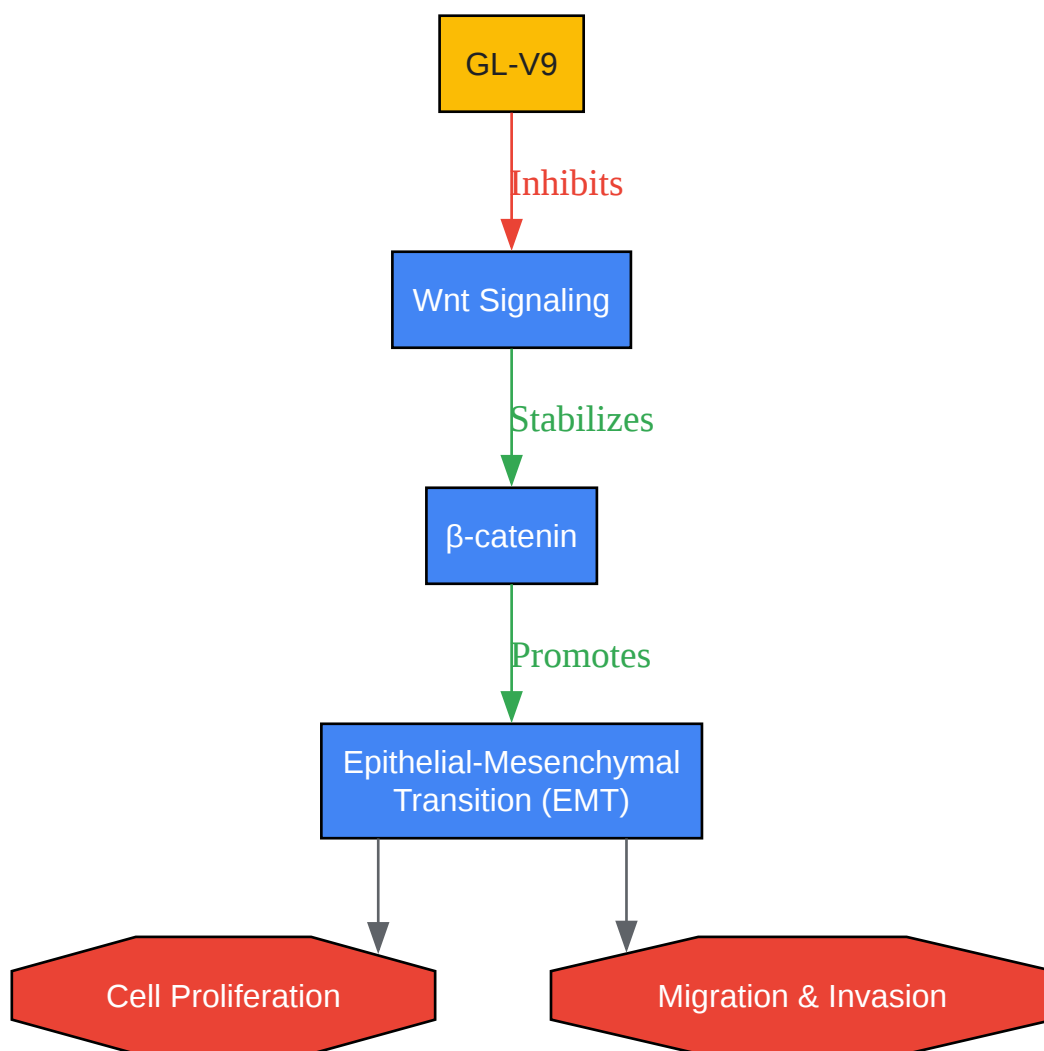 GL-V9
Inhibits
Wnt Signaling
Stabilizes
β-catenin
Promotes
Epithelial-Mesenchymal
Transition (EMT)
Cell Proliferation
Migration & Invasion